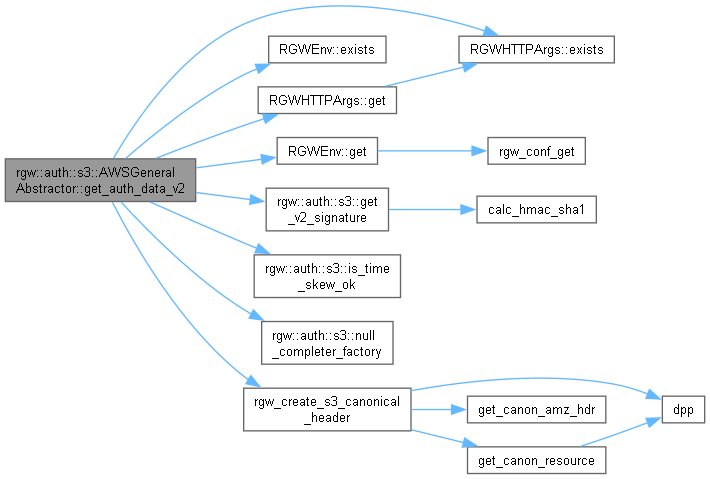 rgw::auth::s3::AWSGeneral
Abstractor::get_auth_data_v2
RGWEnv::exists
RGWHTTPArgs::exists
RGWHTTPArgs::get
RGWEnv::get
rgw_conf_get
rgw::auth::s3::get
_v2_signature
calc_hmac_sha1
rgw::auth::s3::is_time
_skew_ok
rgw::auth::s3::null
_completer_factory
rgw_create_s3_canonical
_header
dpp
get_canon_amz_hdr
get_canon_resource